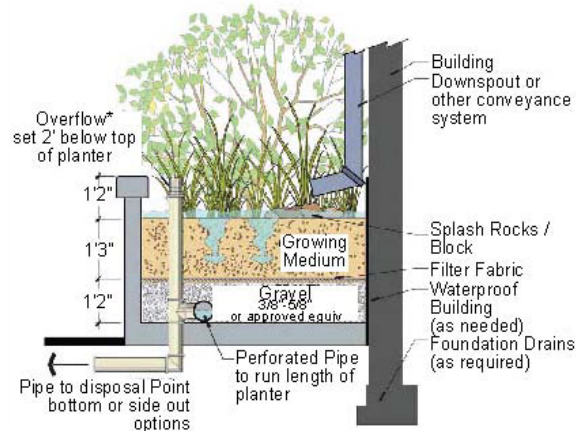 Building
Downspout or
other conveyance
system
Overflow*
set 2' below top
of planter
1'2"
1'3"
1'2"
Growing
Medium
Gravel
3/8"-5/8"
or approved equiv
Splash Rocks /
Block
Filter Fabric
Waterproof
Building
(as needed)
Foundation Drains
(as required)
Perforated Pipe
to run length of
planter
Pipe to disposal Point
bottom or side out
options